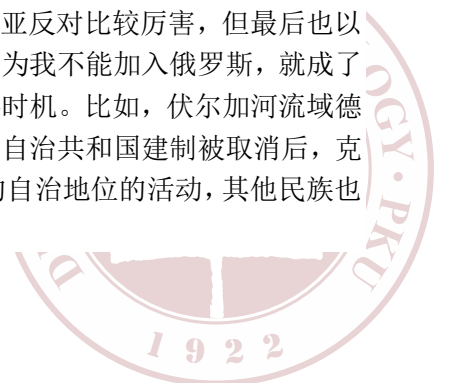 亚反对比较厉害，但最后也以
为我不能加入俄罗斯，就成了
时机。比如，伏尔加河流域德
自治共和国建制被取消后，克
自治地位的活动，其他民族也
OGY · PKU
1922